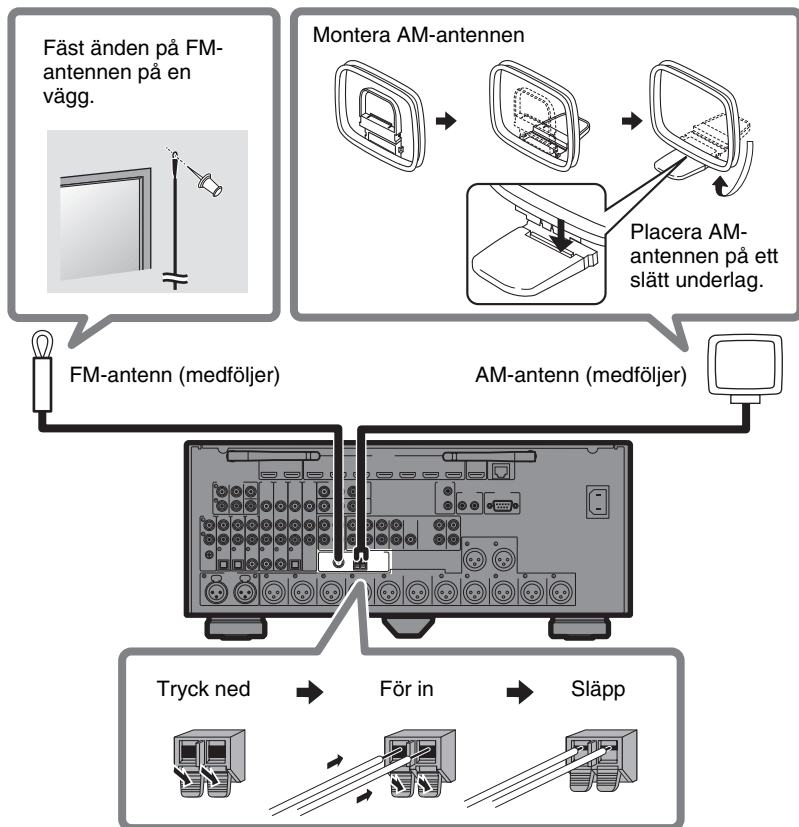 Fäst änden på FM-
antennen på en
vägg.
Montera AM-antennen
Placera AM-
antennen på ett
slätt underlag.
FM-antenn (medföljer)
AM-antenn (medföljer)
Tryck ned
För in
Släpp